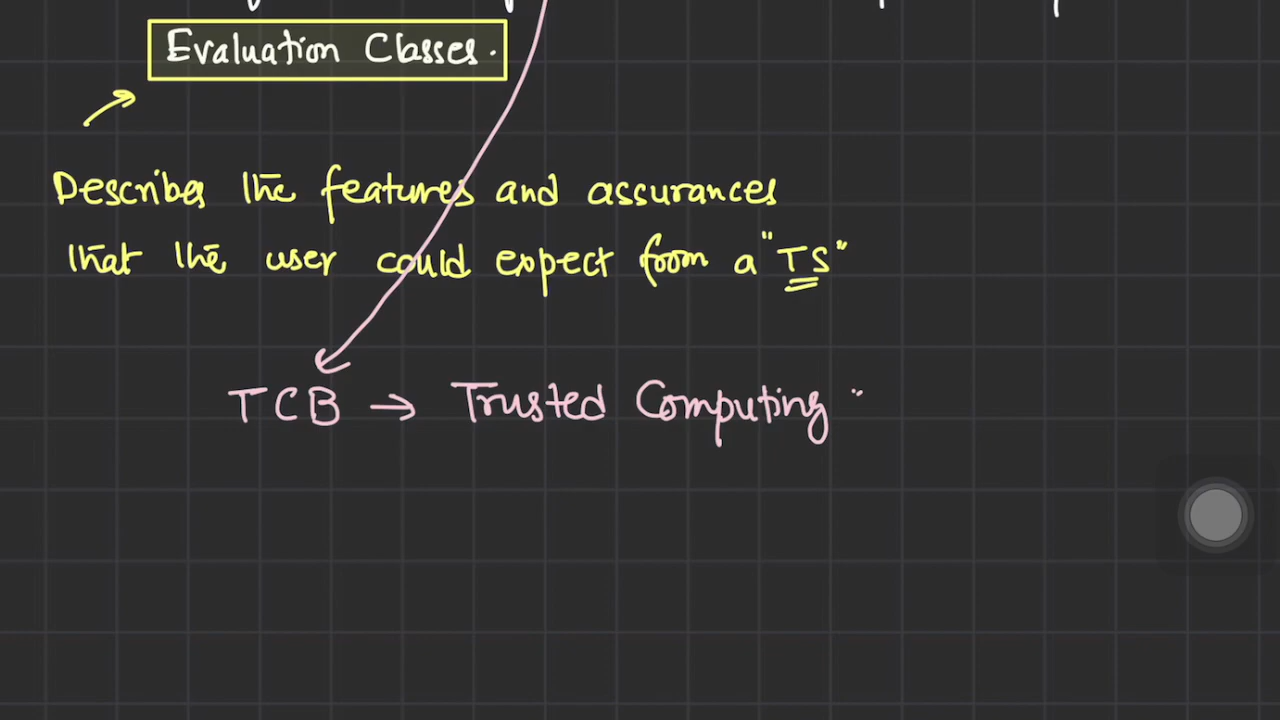 Evaluation Classes.
Describes the features and assurances
that the user could expect from a "TS"
TCB → Trusted Computing